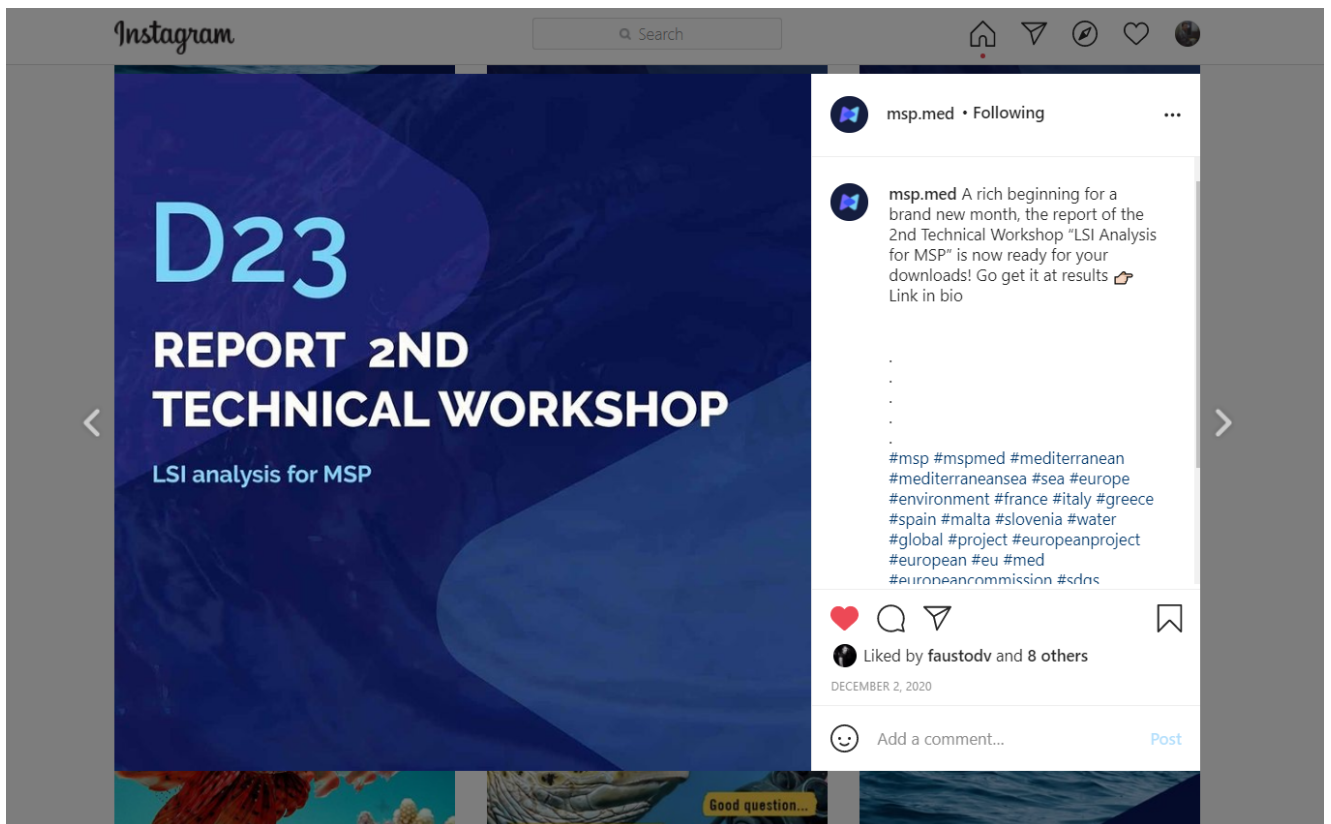 Instagram
Search
D23
REPORT 2ND
TECHNICAL WORKSHOP
LSI analysis for MSP
msp.med • Following
msp.med A rich beginning for a
brand new month, the report of the
2nd Technical Workshop “LSI Analysis
for MSP” is now ready for your
downloads! Go get it at results 👉🏻
Link in bio
.
.
.
.
.
#msp #mspmed #mediterranean
#mediterraneansea #sea #europe
#environment #france #italy #greece
#spain #malta #slovenia #water
#global #project #europeanproject
#european #eu #med
#europeancommission #sdgs
Liked by faustodv and 8 others
DECEMBER 2, 2020
Add a comment...
Post
Good question...